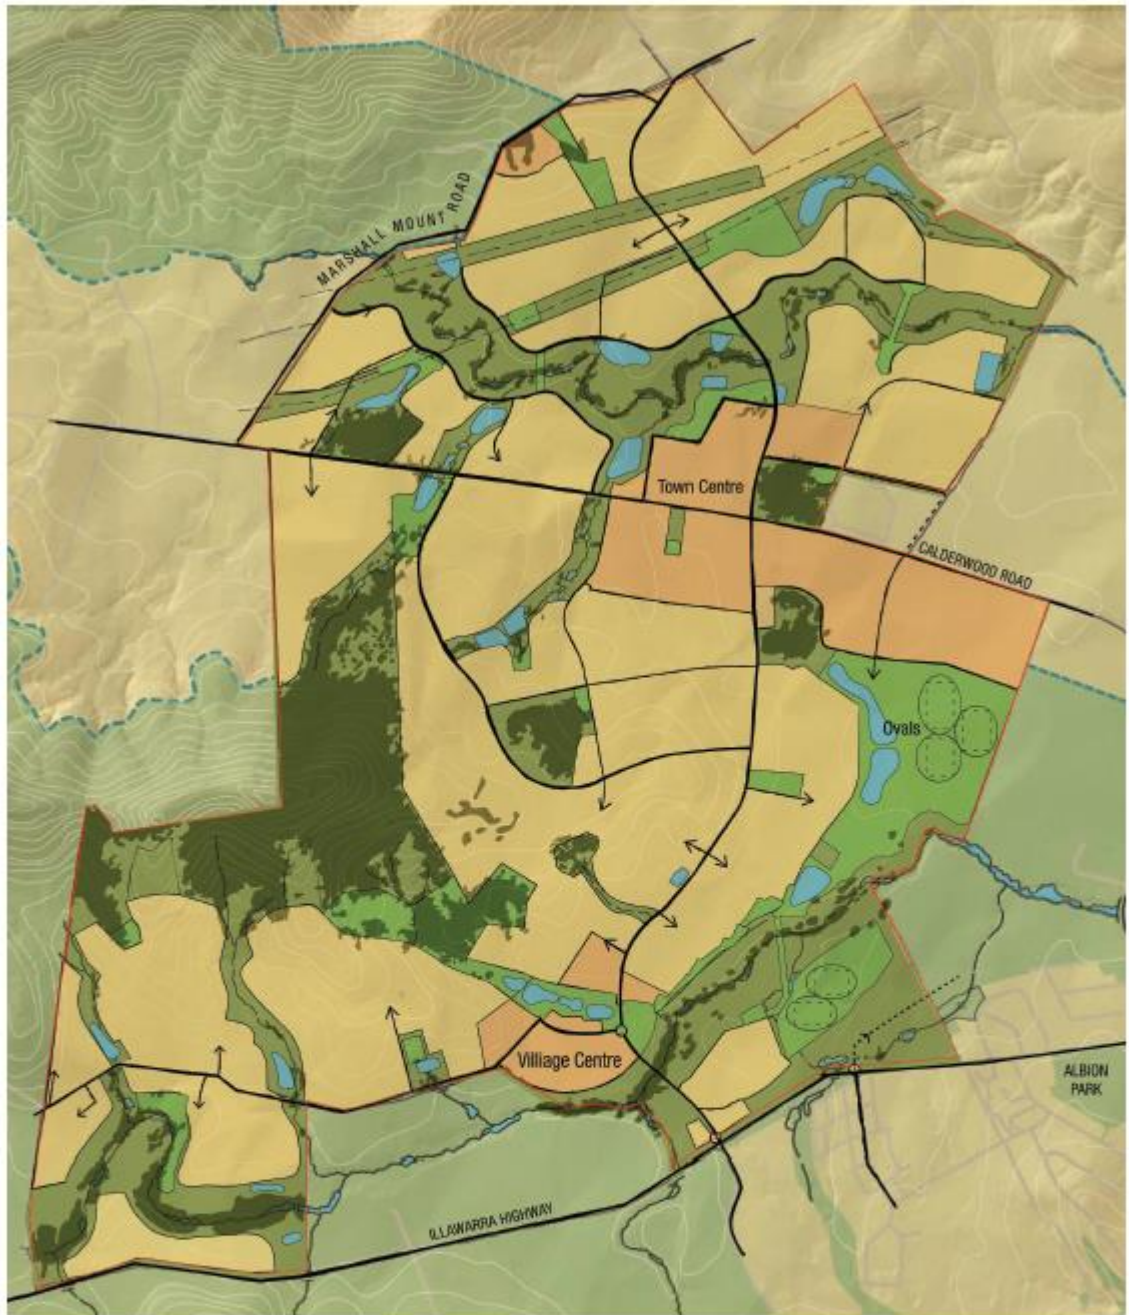 MARSHALL MOUNT ROAD
Town Centre
CALDERWOOD ROAD
Ovals
Villiage Centre
ALBION
PARK
ILLAWARRA HIGHWAY